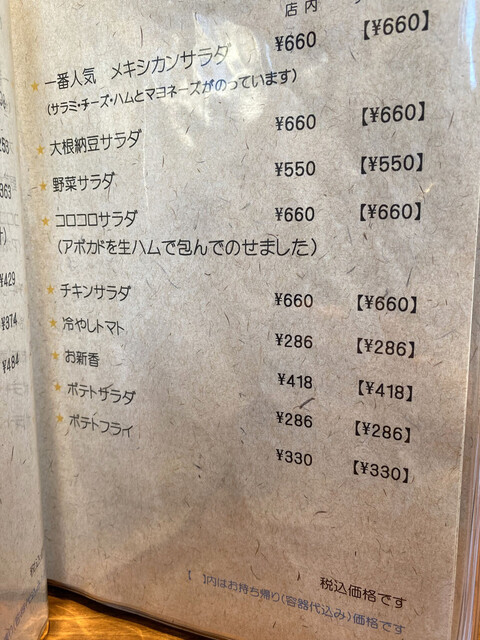 店内
★一番人気 メキシカンサラダ ¥660 【¥660】
(サラミ・チーズ・ハムとマヨネーズがのっています)
★大根納豆サラダ ¥660 【¥660】
★野菜サラダ ¥550 【¥550】
★コロコロサラダ ¥660 【¥660】
(アボカドを生ハムで包んでのせました)
★チキンサラダ ¥660 【¥660】
★冷やしトマト ¥286 【¥286】
★お新香 ¥418 【¥418】
★ポテトサラダ ¥286 【¥286】
★ポテトフライ ¥330 【¥330】
税込価格です
【 】内はお持ち帰り(容器代込み)価格です
¥429
¥374
¥484